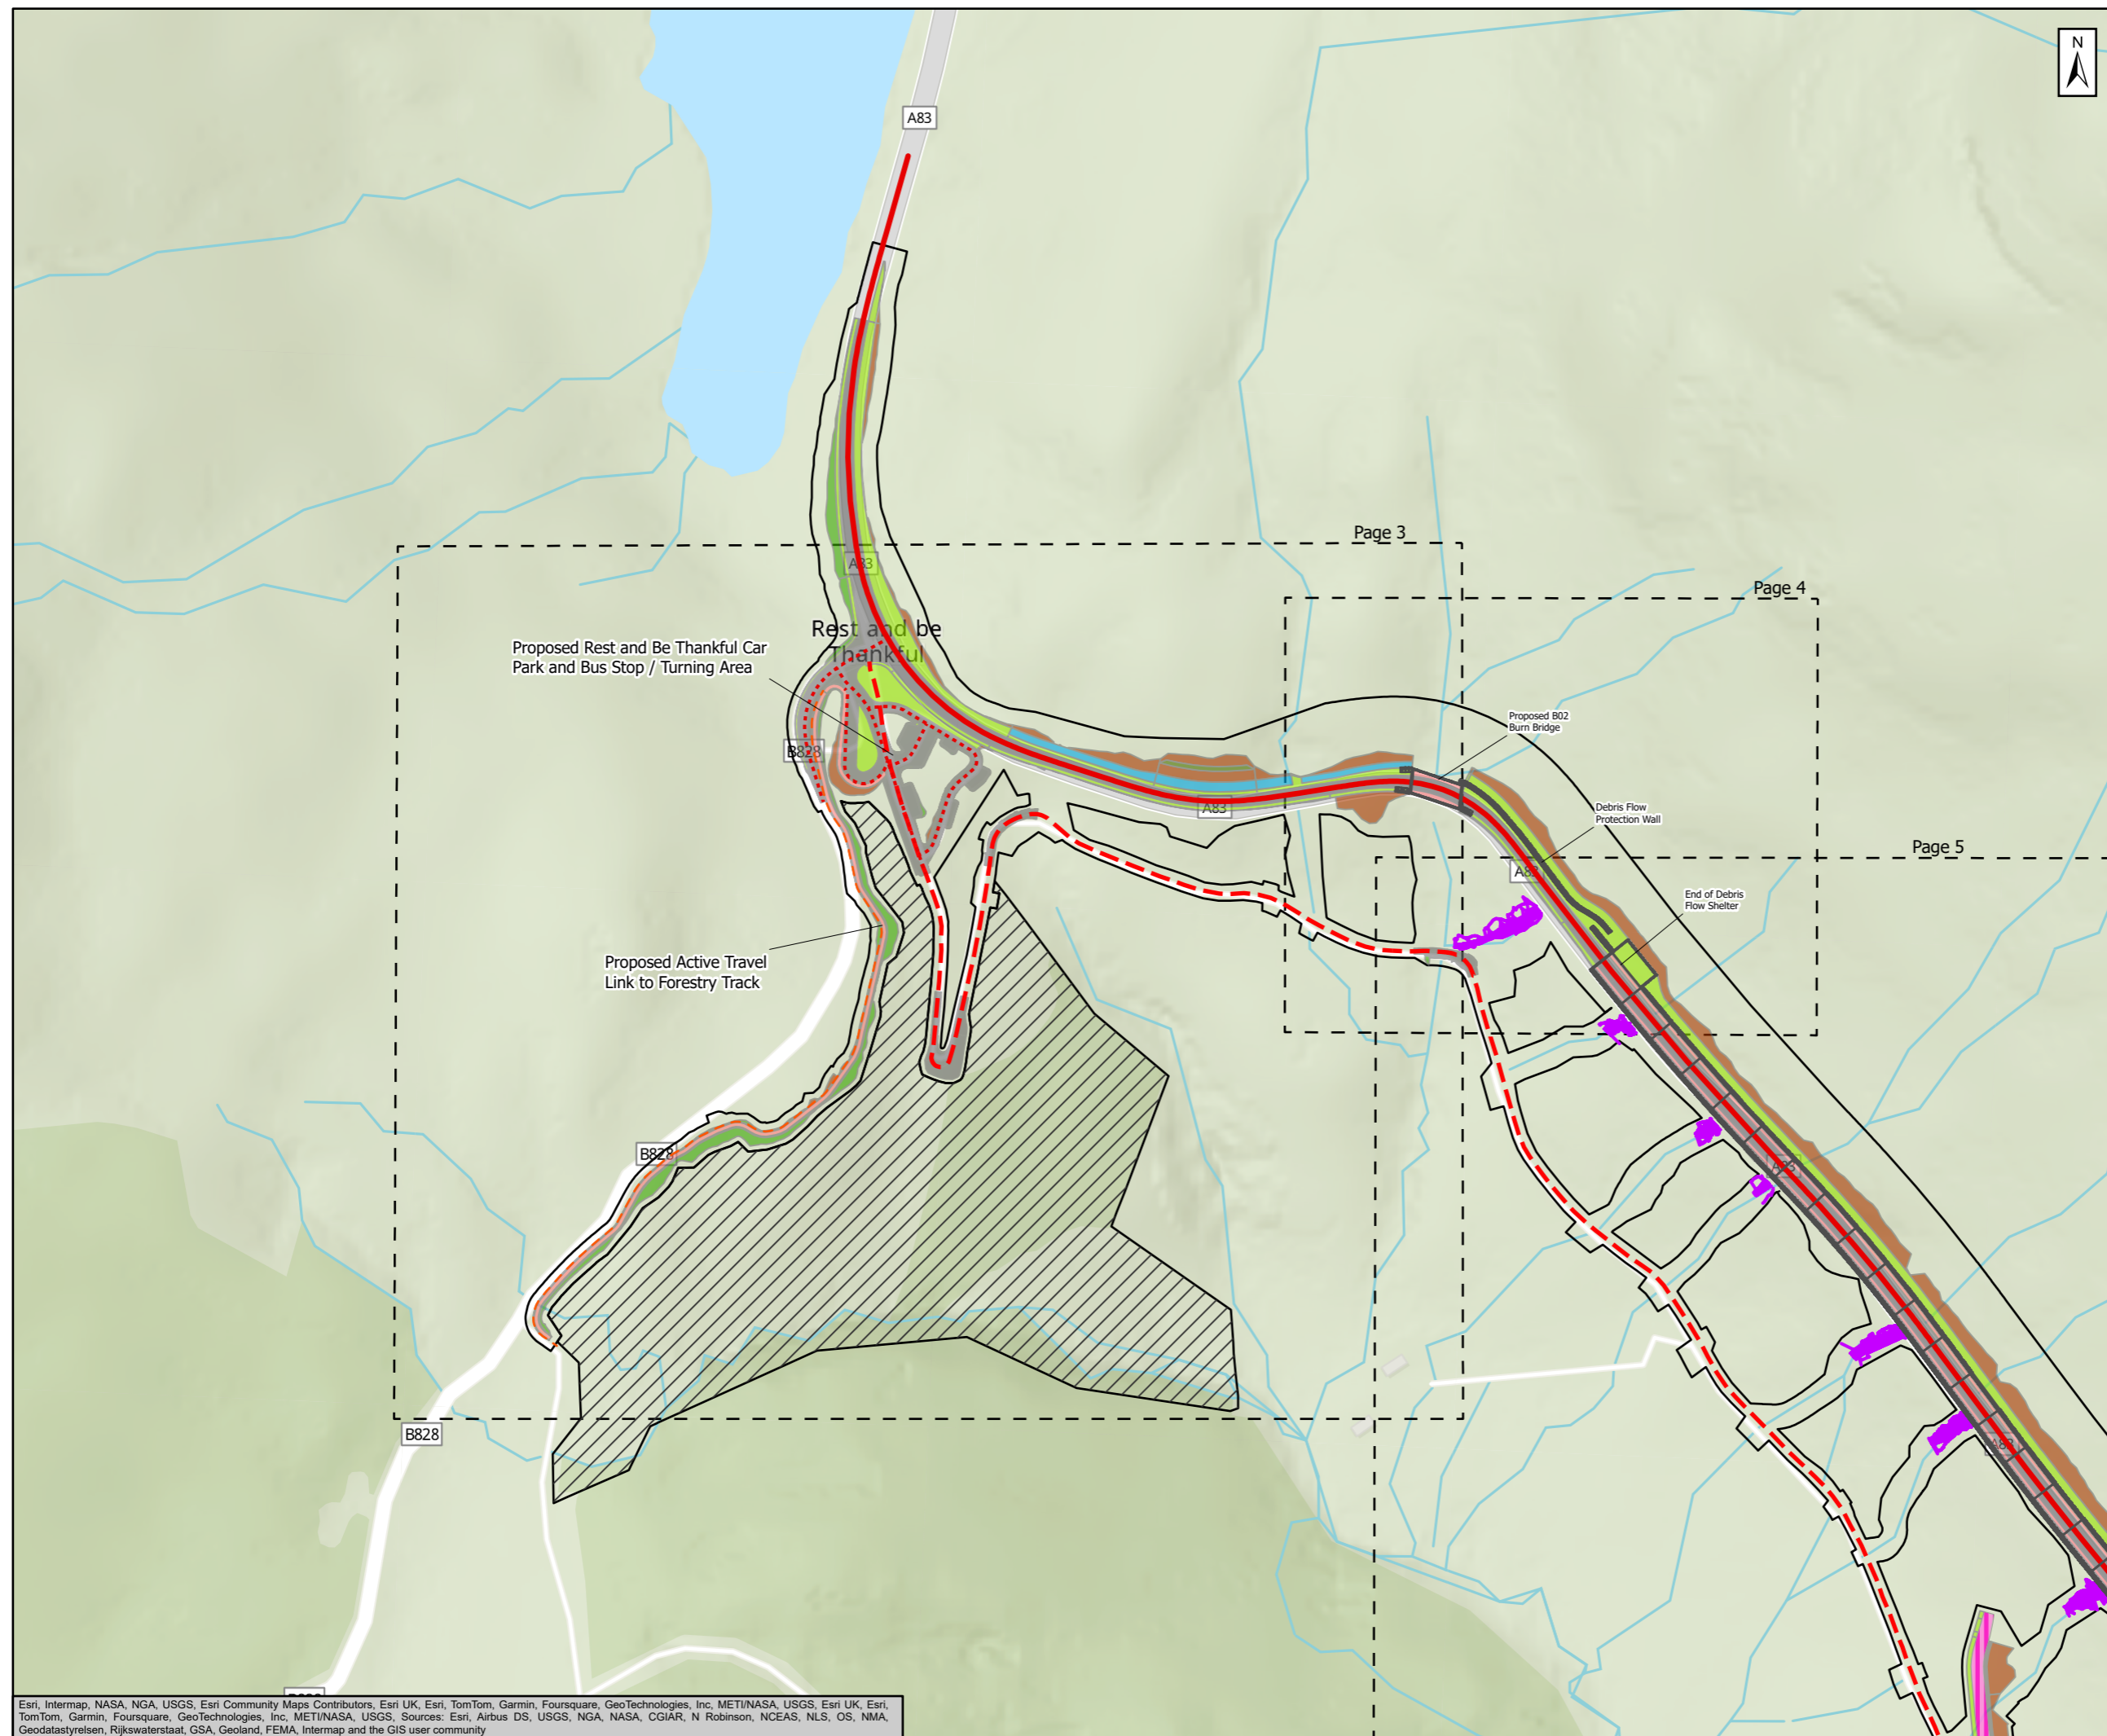 N
A83
Page 3
A83
Page 4
Rest and be
Thankful
Proposed Rest and Be Thankful Car
Park and Bus Stop / Turning Area
Proposed B02
Burn Bridge
B828
A83
Debris Flow
Protection Wall
Page 5
A83
End of Debris
Flow Shelter
Proposed Active Travel
Link to Forestry Track
B828
A83
B828
A83
Esri, Intermap, NASA, NGA, USGS, Esri Community Maps Contributors, Esri UK, Esri, TomTom, Garmin, Foursquare, GeoTechnologies, Inc, METI/NASA, USGS, Esri UK, Esri,
TomTom, Garmin, Foursquare, GeoTechnologies, Inc, METI/NASA, USGS, Sources: Esri, Airbus DS, USGS, NGA, NASA, CGIAR, N Robinson, NCEAS, NLS, OS, NMA,
Geodatastyrelsen, Rijkswaterstaat, GSA, Geoland, FEMA, Intermap and the GIS user community